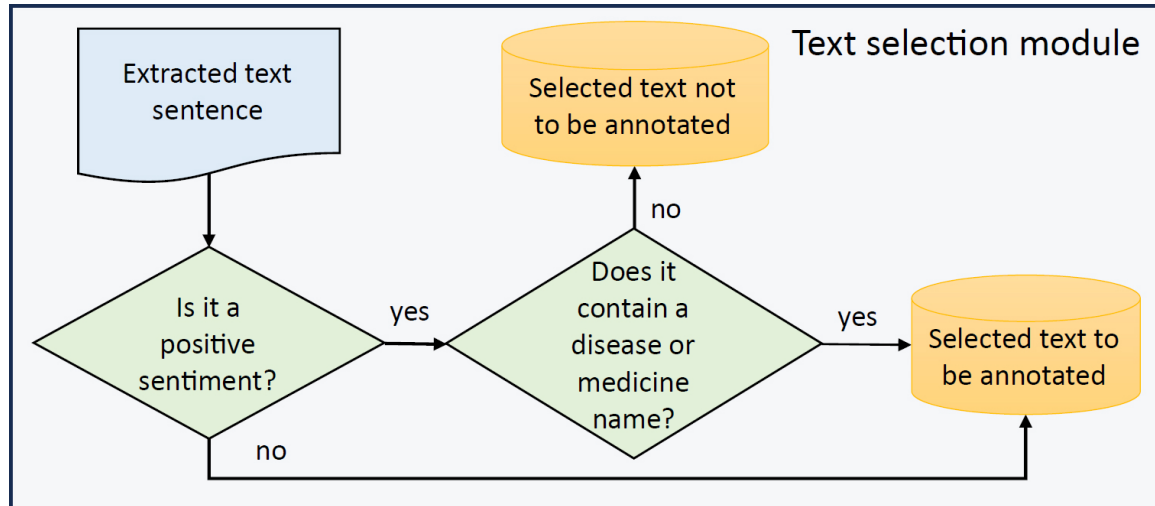 Text selection module
Extracted text
sentence
Selected text not
to be annotated
no
Is it a
positive
sentiment?
yes
Does it
contain a
disease or
medicine
name?
yes
Selected text to
be annotated
no